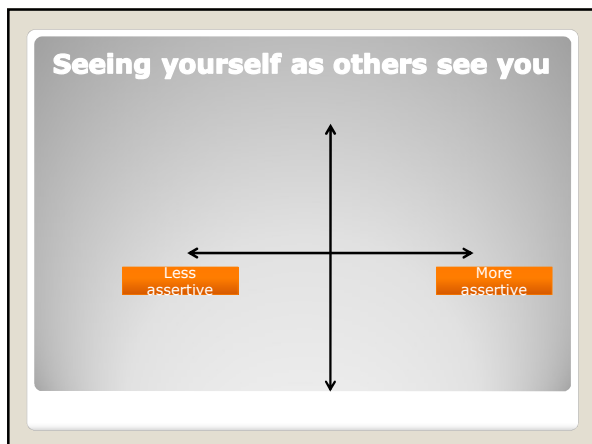 Seeing yourself as others see you
Less
assertive
More
assertive